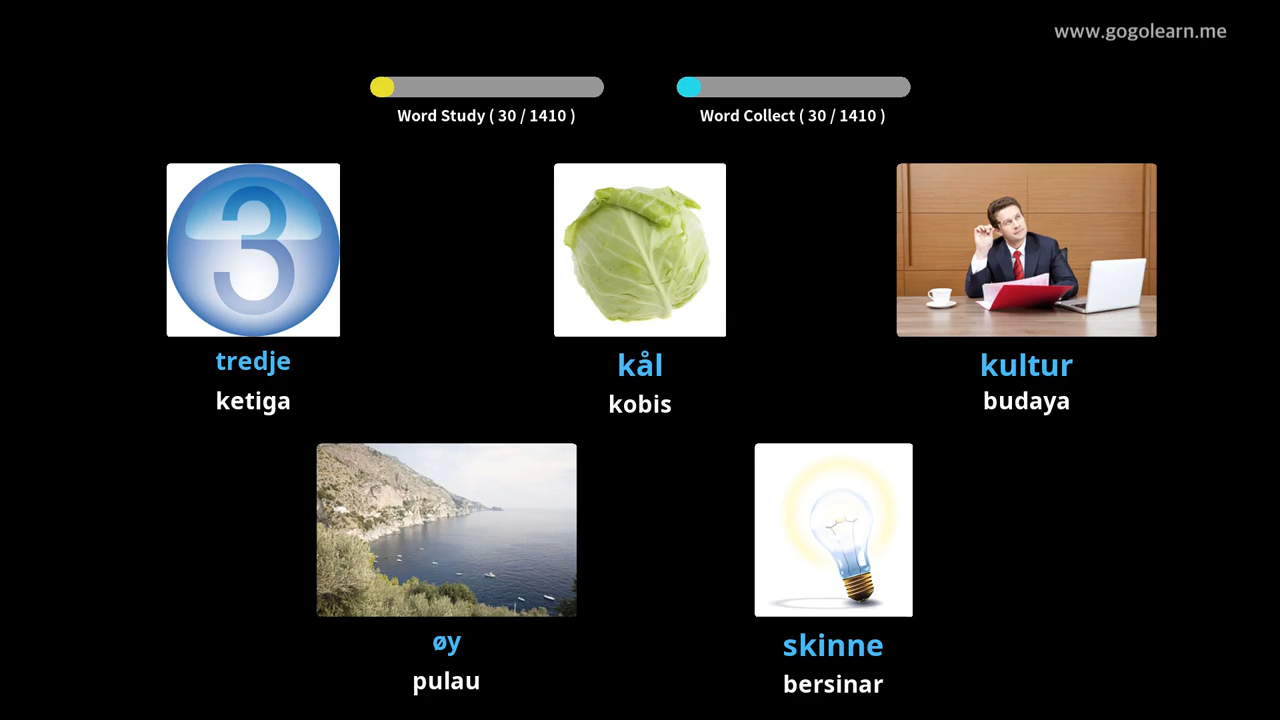 www.gogolearn.me
Word Study ( 30 / 1410 )
Word Collect ( 30 / 1410 )
3
tredje
ketiga
kål
kobis
kultur
budaya
øy
pulau
skinne
bersinar